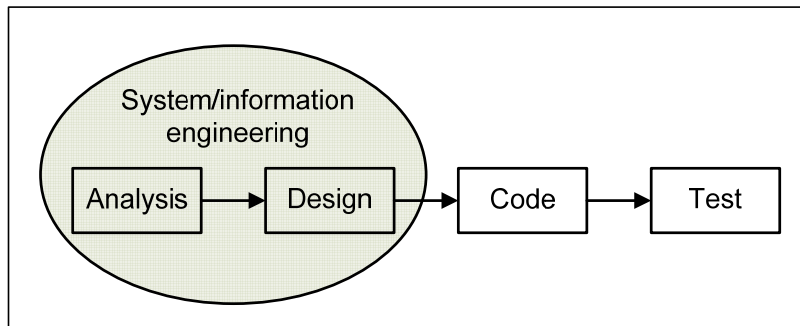 System/information
engineering
Analysis
Design
Code
Test